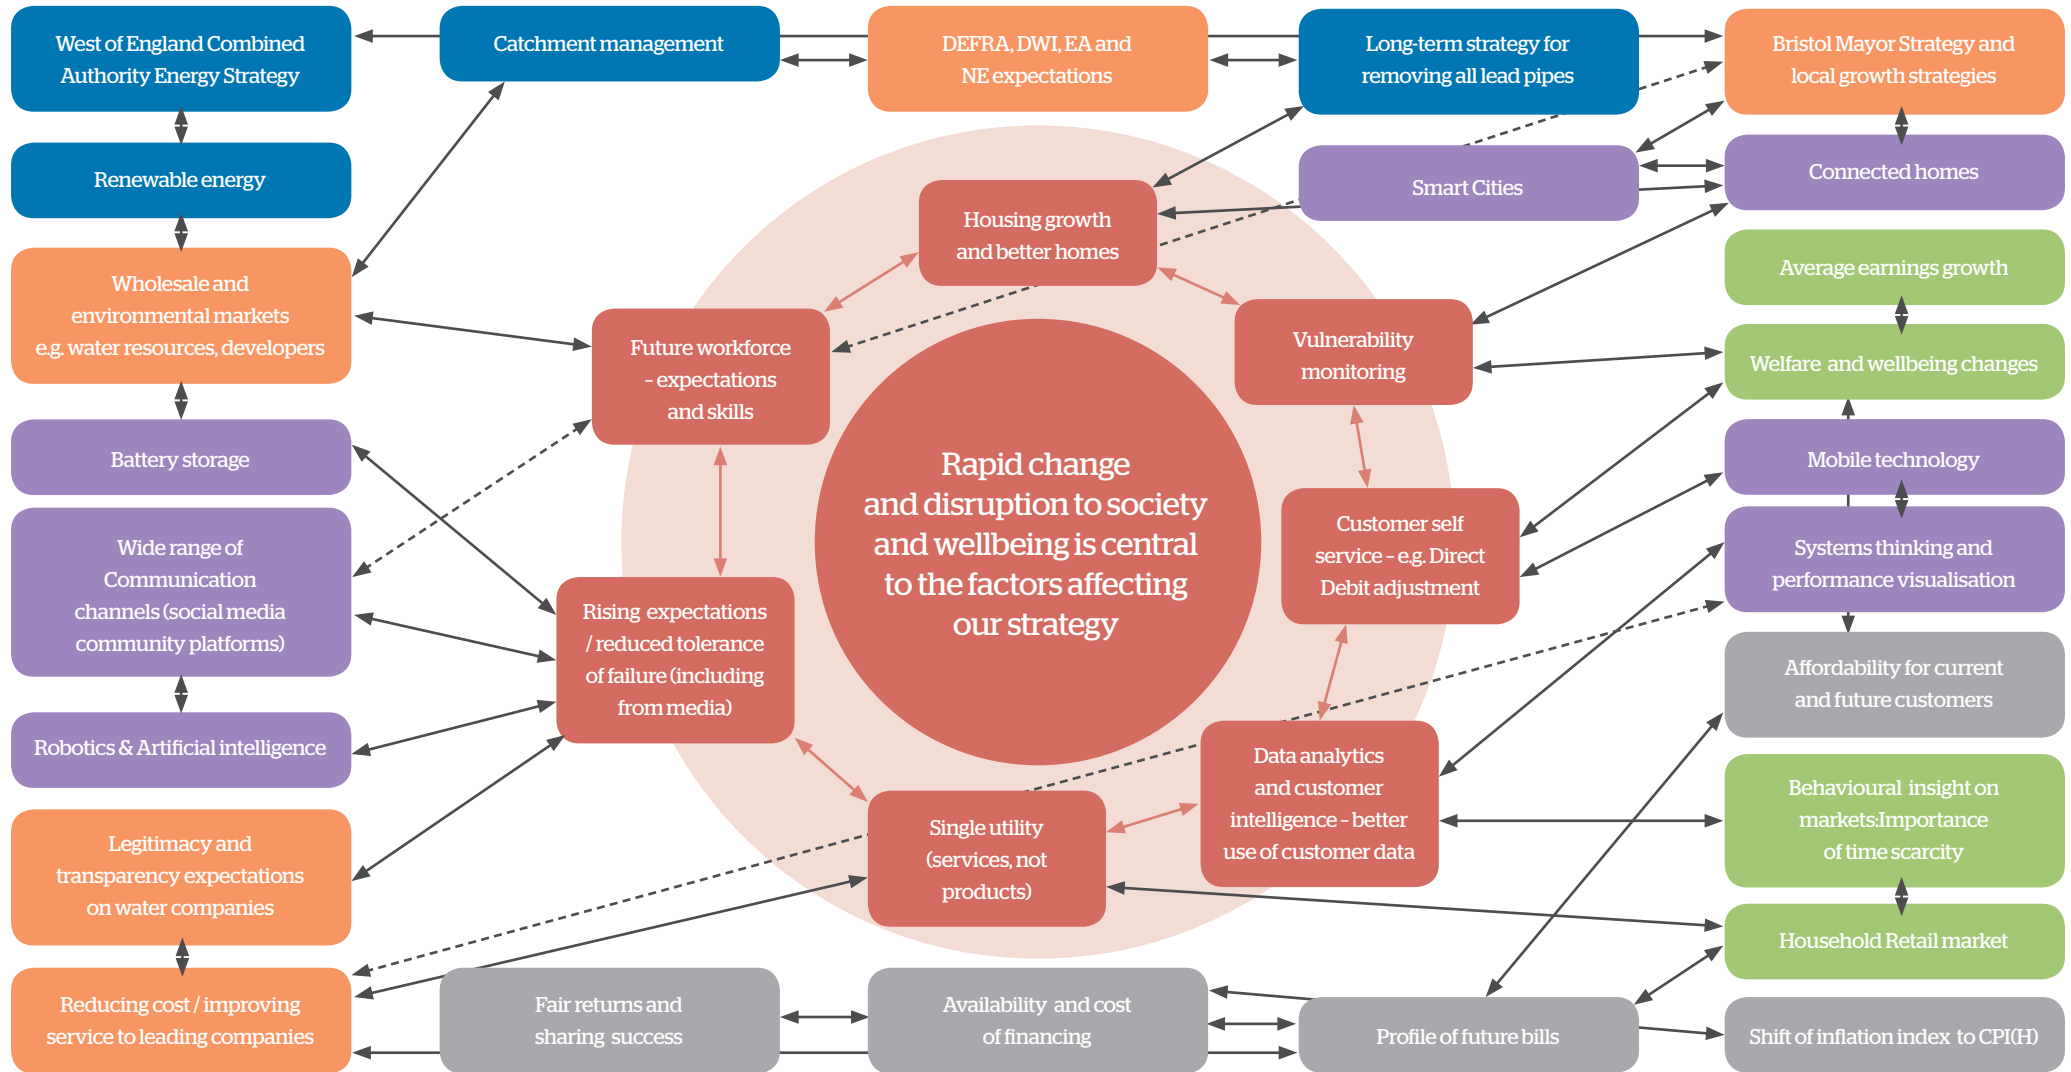 West of England Combined
Authority Energy Strategy
Catchment management
DEFRA, DWI, EA and
NE expectations
Long-term strategy for
removing all lead pipes
Bristol Mayor Strategy and
local growth strategies
Renewable energy
Smart Cities
Connected homes
Housing growth
and better homes
Wholesale and
environmental markets
e.g. water resources, developers
Average earnings growth
Future workforce
– expectations
and skills
Vulnerability
monitoring
Welfare and wellbeing changes
Battery storage
Mobile technology
Rapid change
and disruption to society
and wellbeing is central
to the factors affecting
our strategy
Wide range of
Communication
channels (social media
community platforms)
Customer self
service – e.g. Direct
Debit adjustment
Systems thinking and
performance visualisation
Rising expectations
/ reduced tolerance
of failure (including
from media)
Affordability for current
and future customers
Robotics & Artificial intelligence
Data analytics
and customer
intelligence – better
use of customer data
Behavioural insight on
markets:Importance
of time scarcity
Legitimacy and
transparency expectations
on water companies
Single utility
(services, not
products)
Household Retail market
Reducing cost / improving
service to leading companies
Fair returns and
sharing success
Availability and cost
of financing
Profile of future bills
Shift of inflation index to CPI(H)